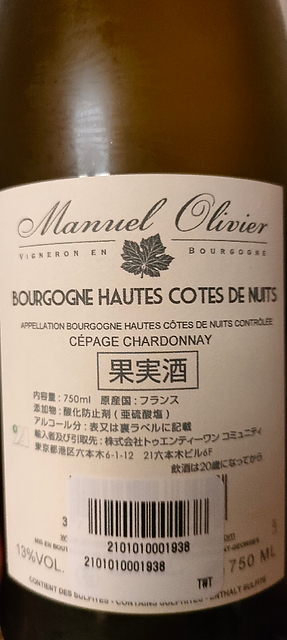 Manuel Olivier
VIGNERON EN BOURGOGNE
BOURGOGNE HAUTES COTES DE NUITS
APPELLATION BOURGOGNE HAUTES CÔTES DE NUITS CONTRÔLÉE
CÉPAGE CHARDONNAY
果実酒
内容量：750ml 原産国：フランス
添加物：酸化防止剤（亜硫酸塩）
アルコール分：表又は裏ラベルに記載
輸入者及び引取先：株式会社トゥエンティーワン コミュニティ
東京都港区六本木6-1-12 21六本木ビル6F
飲酒は20歳になってから
2101010001938
13%VOL.
2101010001938
750 ML
TWT
CONTIENT DES SULFITES - CONTAINS SULPHITES - ENTHALT SULFITE